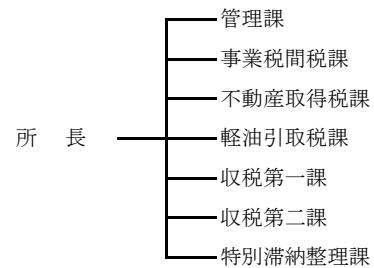 管理課
事業税間税課
不動産取得税課
所　長
軽油引取税課
収税第一課
収税第二課
特別滞納整理課